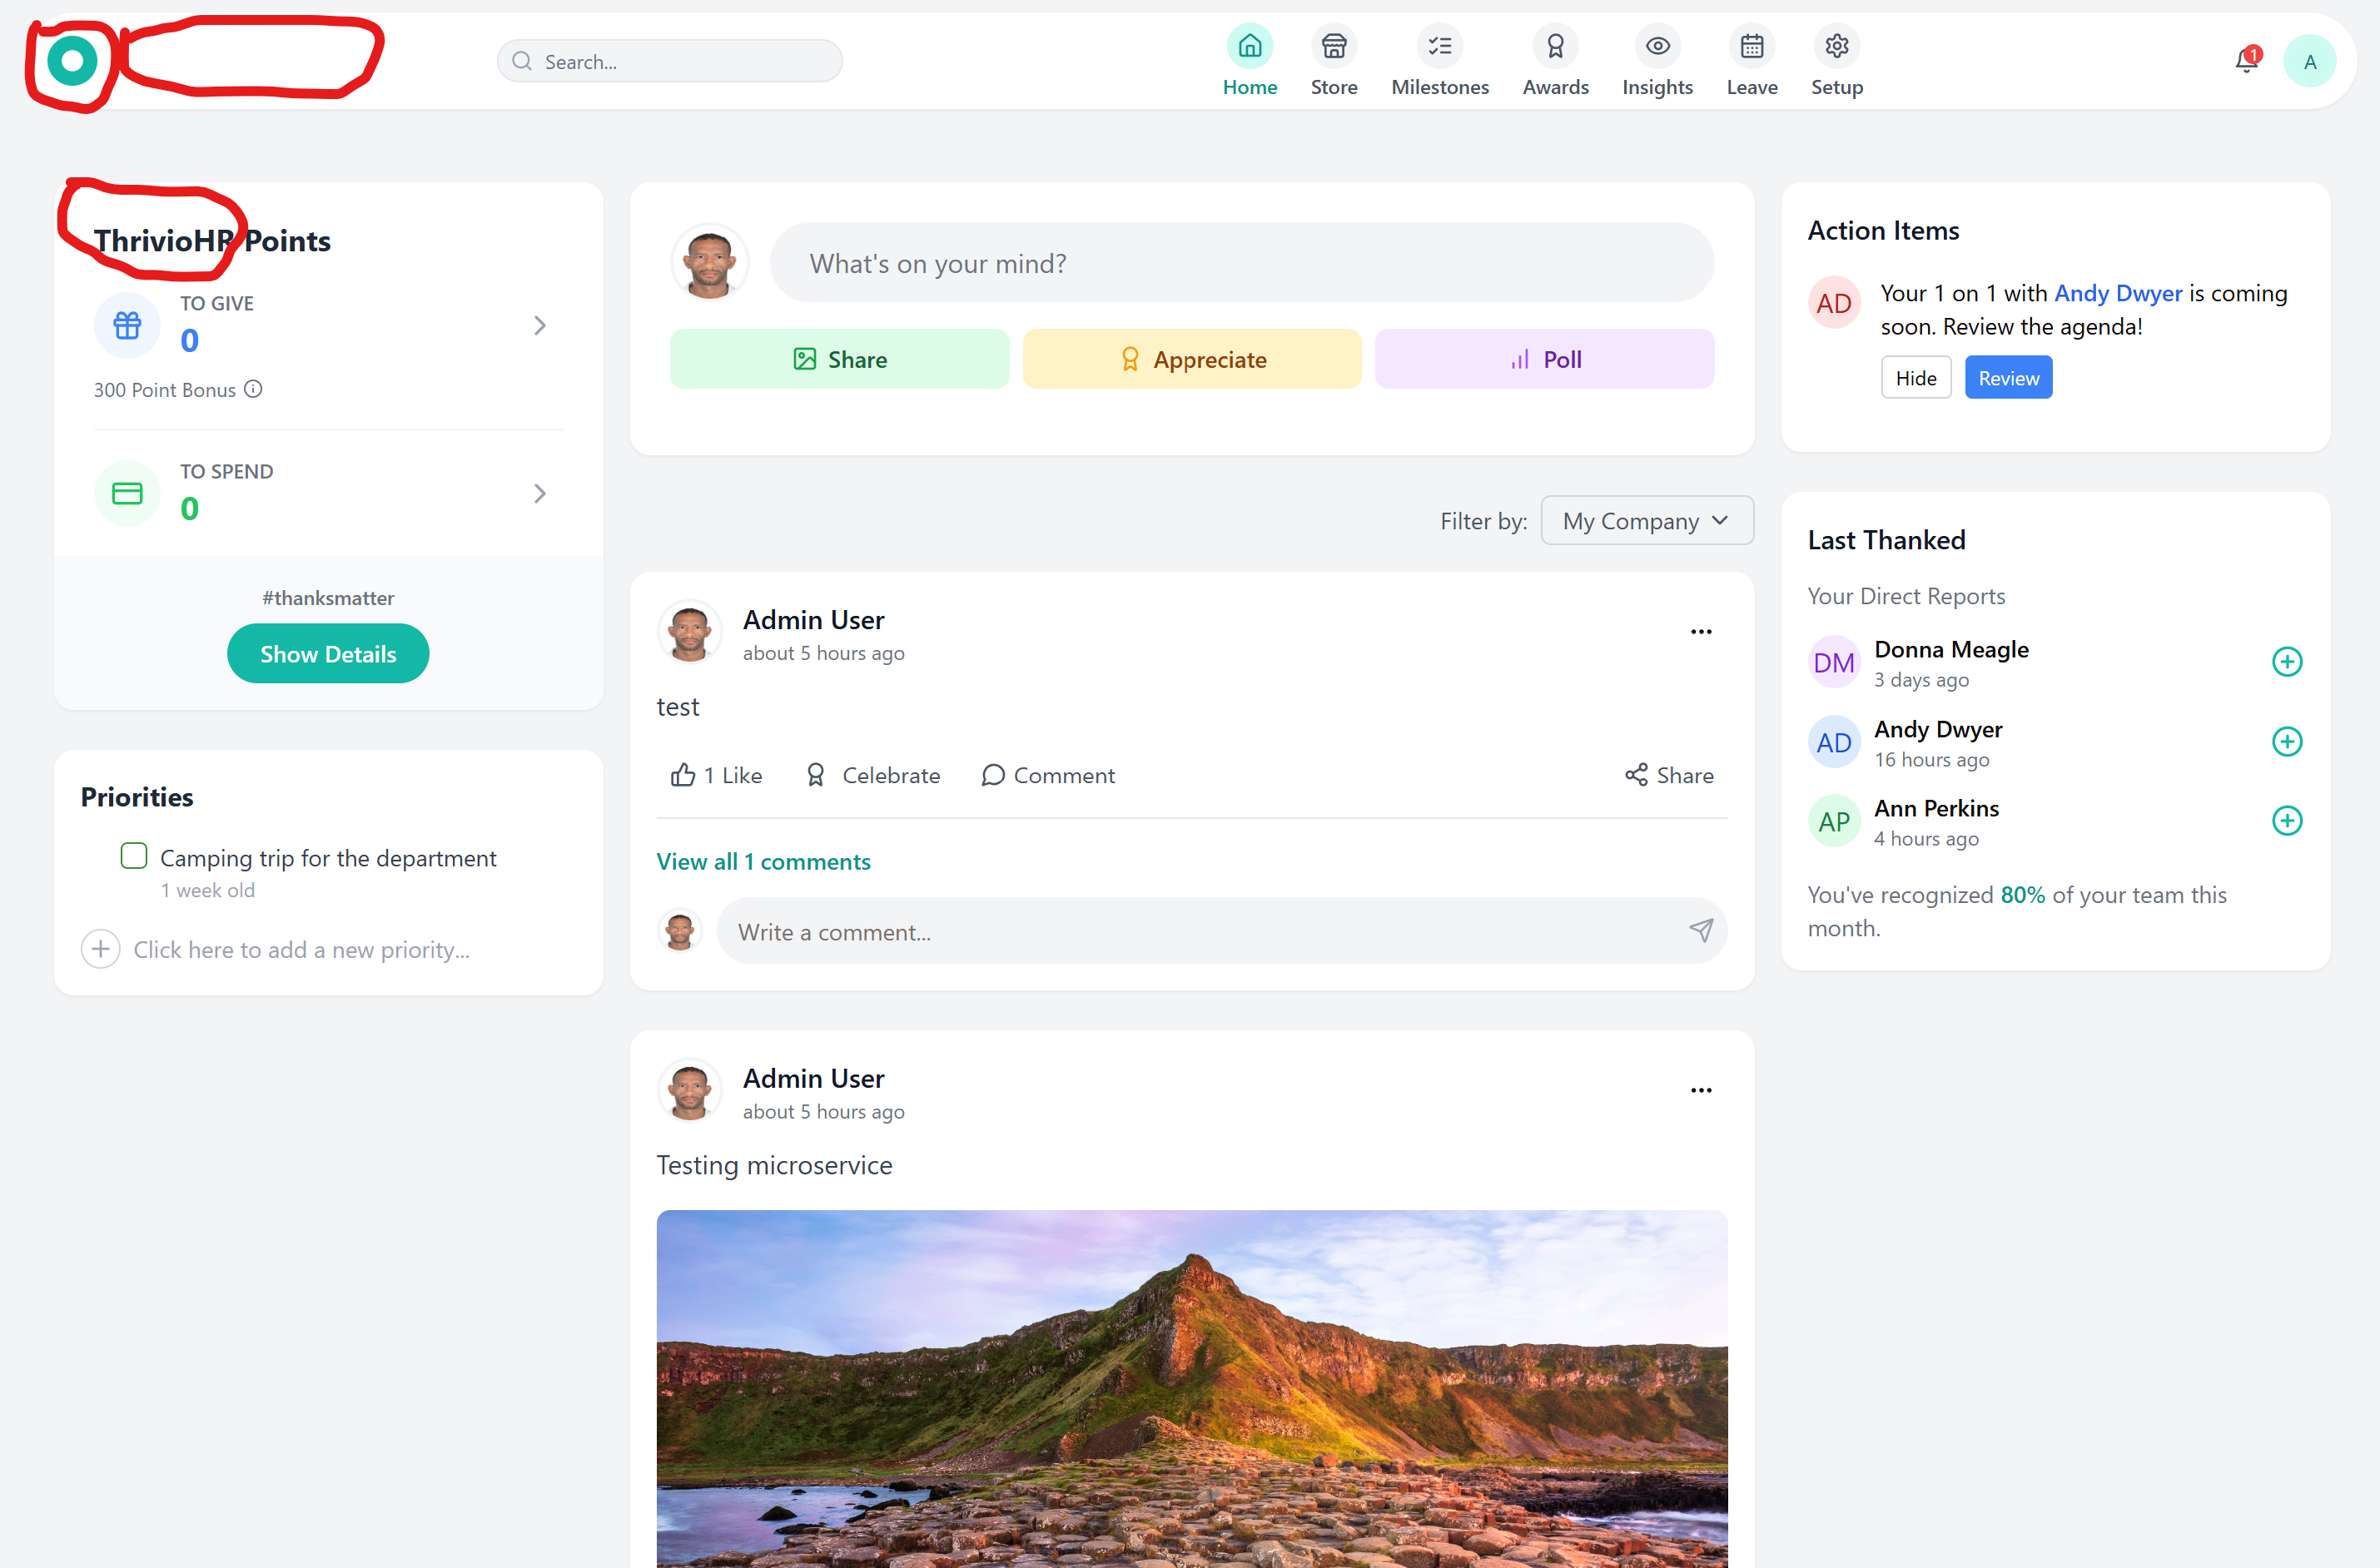 Search...
Home
Store
Milestones
Awards
Insights
Leave
Setup
1
A
ThrivioHR Points
TO GIVE
0
300 Point Bonus
TO SPEND
0
#thanksmatter
Show Details
Priorities
Camping trip for the department
1 week old
Click here to add a new priority...
What's on your mind?
Share
Appreciate
Poll
Filter by:
My Company
Admin User
about 5 hours ago
test
1 Like
Celebrate
Comment
Share
View all 1 comments
Write a comment...
Admin User
about 5 hours ago
Testing microservice
Action Items
AD
Your 1 on 1 with Andy Dwyer is coming
soon. Review the agenda!
Hide
Review
Last Thanked
Your Direct Reports
DM
Donna Meagle
3 days ago
AD
Andy Dwyer
16 hours ago
AP
Ann Perkins
4 hours ago
You've recognized 80% of your team this
month.